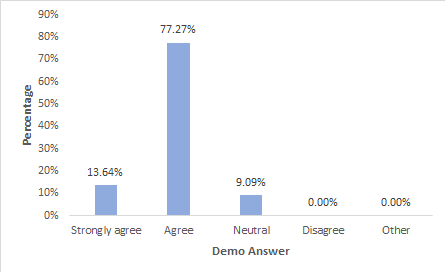 90%
80%
70%
60%
50%
40%
30%
20%
10%
0%
Percentage
13.64%
77.27%
9.09%
0.00%
0.00%
Strongly agree
Agree
Neutral
Disagree
Other
Demo Answer